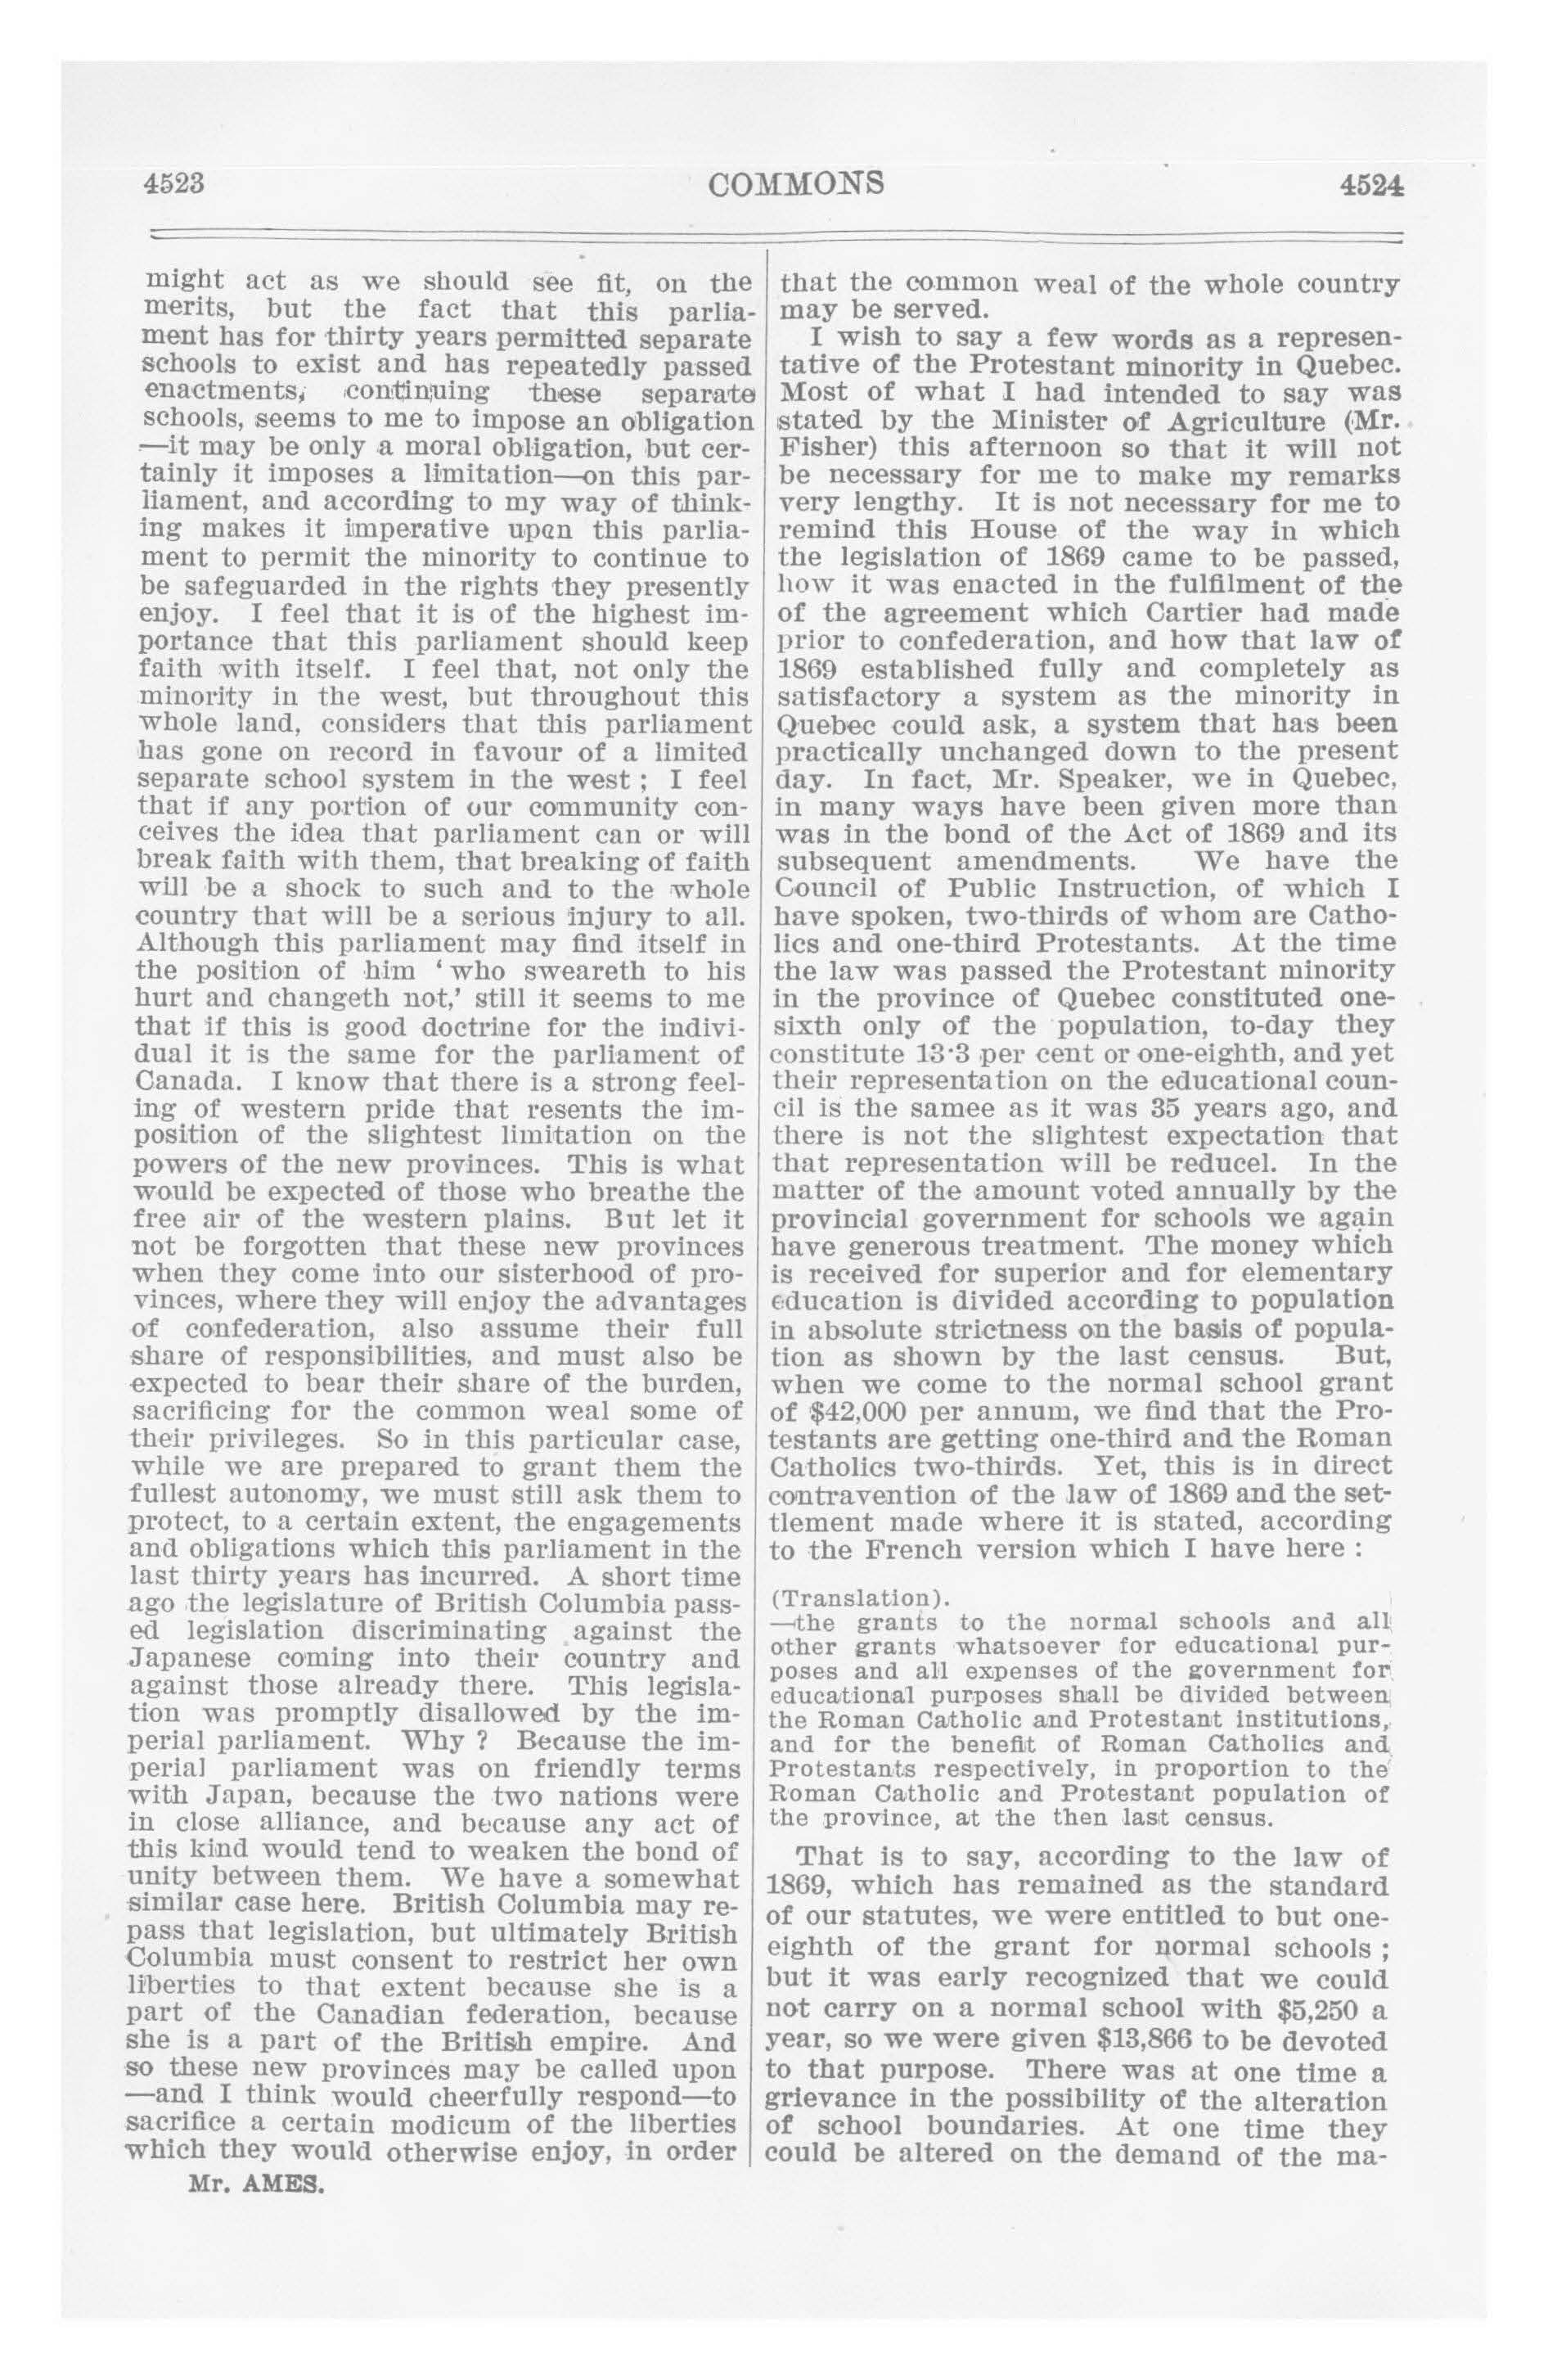 4523
COMMONS
4524
might act as we should see fit, on the
merits, but the fact that this parlia-
ment has for thirty years permitted separate
schools to exist and has repeatedly passed
enactments, continuing these separate
schools, seems to me to impose an obligation
—it may be only a moral obligation, but cer-
tainly it imposes a limitation—on this par-
liament, and according to my way of think-
ing makes it imperative upon this parlia-
ment to permit the minority to continue to
be safeguarded in the rights they presently
enjoy. I feel that it is of the highest im-
portance that this parliament should keep
faith with itself. I feel that, not only the
minority in the west, but throughout this
whole land, considers that this parliament
has gone on record in favour of a limited
separate school system in the west ; I feel
that if any portion of our community con-
ceives the idea that parliament can or will
break faith with them, that breaking of faith
will be a shock to such and to the whole
country that will be a serious injury to all.
Although this parliament may find itself in
the position of him ‘ who sweareth to his
hurt and changeth not,’ still it seems to me
that if this is good doctrine for the indivi-
dual it is the same for the parliament of
Canada. I know that there is a strong feel-
ing of western pride that resents the im-
position of the slightest limitation on the
powers of the new provinces. This is what
would be expected of those who breathe the
free air of the western plains. But let it
not be forgotten that these new provinces
when they come into our sisterhood of pro-
vinces, where they will enjoy the advantages
of confederation, also assume their full
share of responsibilities, and must also be
expected to bear their share of the burden,
sacrificing for the common weal some of
their privileges. So in this particular case,
while we are prepared to grant them the
fullest autonomy, we must still ask them to
protect, to a certain extent, the engagements
and obligations which this parliament in the
last thirty years has incurred. A short time
ago the legislature of British Columbia pass-
ed legislation discriminating against the
Japanese coming into their country and
against those already there. This legisla-
tion was promptly disallowed by the im-
perial parliament. Why ? Because the im-
perial parliament was on friendly terms
with Japan, because the two nations were
in close alliance, and because any act of
this kind would tend to weaken the bond of
unity between them. We have a somewhat
similar case here. British Columbia may re-
pass that legislation, but ultimately British
Columbia must consent to restrict her own
liberties to that extent because she is a
part of the Canadian federation, because
she is a part of the British empire. And
so these new provinces may be called upon
—and I think would cheerfully respond—to
sacrifice a certain modicum of the liberties
which they would otherwise enjoy, in order
Mr. AMES.
that the common weal of the whole country
may be served.
I wish to say a few words as a represen-
tative of the Protestant minority in Quebec.
Most of what I had intended to say was
stated by the Minister of Agriculture (Mr.
Fisher) this afternoon so that it will not
be necessary for me to make my remarks
very lengthy. It is not necessary for me to
remind this House of the way in which
the legislation of 1869 came to be passed,
how it was enacted in the fulfilment of the
of the agreement which Cartier had made
prior to confederation, and how that law of
1869 established fully and completely as
satisfactory a system as the minority in
Quebec could ask, a system that has been
practically unchanged down to the present
day. In fact, Mr. Speaker, we in Quebec,
in many ways have been given more than
was in the bond of the Act of 1869 and its
subsequent amendments. We have the
Council of Public Instruction, of which I
have spoken, two-thirds of whom are Catho-
lics and one-third Protestants. At the time
the law was passed the Protestant minority
in the province of Quebec constituted one-
sixth only of the population, to-day they
constitute 13·3 per cent or one-eighth, and yet
their representation on the educational coun-
cil is the samee as it was 35 years ago, and
there is not the slightest expectation that
that representation will be reducel. In the
matter of the amount voted annually by the
provincial government for schools we again
have generous treatment. The money which
is received for superior and for elementary
education is divided according to population
in absolute strictness on the basis of popula-
tion as shown by the last census. But,
when we come to the normal school grant
of $42,000 per annum, we find that the Pro-
testants are getting one-third and the Roman
Catholics two-thirds. Yet, this is in direct
contravention of the law of 1869 and the set-
tlement made where it is stated, according
to the French version which I have here :
(Translation).
—the grants to the normal schools and all
other grants whatsoever for educational pur-
poses and all expenses of the government for
educational purposes shall be divided between
the Roman Catholic and Protestant institutions,
and for the benefit of Roman Catholics and
Protestants respectively, in proportion to the
Roman Catholic and Protestant population of
the province, at the then last census.
That is to say, according to the law of
1869, which has remained as the standard
of our statutes, we were entitled to but one-
eighth of the grant for normal schools ;
but it was early recognized that we could
not carry on a normal school with $5,250 a
year, so we were given $13,866 to be devoted
to that purpose. There was at one time a
grievance in the possibility of the alteration
of school boundaries. At one time they
could be altered on the demand of the ma-